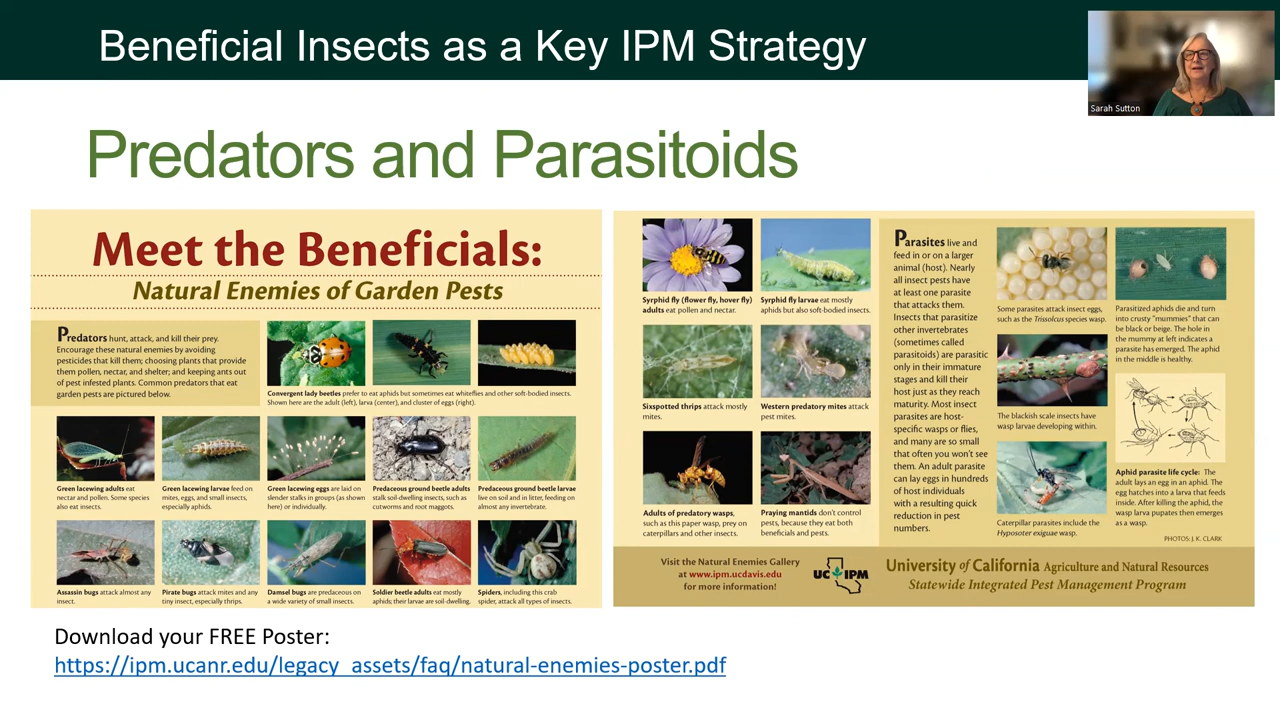 Beneficial Insects as a Key IPM Strategy
Sarah Sutton
Predators and Parasitoids
Meet the Beneficials:
Natural Enemies of Garden Pests
Predators hunt, attack, and kill their prey.
Encourage these natural enemies by avoiding
pesticides that kill them; choosing plants that provide
them pollen, nectar, and shelter; and keeping ants out
of pest infested plants. Common predators that eat
garden pests are pictured below.
Convergent lady beetles prefer to eat aphids but sometimes eat whiteflies and other soft-bodied insects.
Shown here are the adult (left), larva (center), and cluster of eggs (right).
Green lacewing adults eat
nectar and pollen. Some species
also eat insects.
Green lacewing larvae feed on
mites, eggs, and small insects,
especially aphids.
Green lacewing eggs are laid on
slender stalks in groups (as shown
here) or individually.
Predaceous ground beetle adults
stalk soil-dwelling insects, such as
cutworms and root maggots.
Predaceous ground beetle larvae
live on soil and in litter, feeding on
almost any invertebrate.
Assassin bugs attack almost any
insect.
Pirate bugs attack mites and any
tiny insect, especially thrips.
Damsel bugs are predaceous on
a wide variety of small insects.
Soldier beetle adults eat mostly
aphids; their larvae are soil-dwelling.
Spiders, including this crab
spider, attack all types of insects.
Syrphid fly (flower fly, hover fly)
adults eat pollen and nectar.
Syrphid fly larvae eat mostly
aphids but also soft-bodied insects.
Sixspotted thrips attack mostly
mites.
Western predatory mites attack
pest mites.
Adults of predatory wasps,
such as this paper wasp, prey on
caterpillars and other insects.
Praying mantids don't control
pests, because they eat both
beneficials and pests.
Parasites live and
feed in or on a larger
animal (host). Nearly
all insect pests have
at least one parasite
that attacks them.
Insects that parasitize
other invertebrates
(sometimes called
parasitoids) are parasitic
only in their immature
stages and kill their
host just as they reach
maturity. Most insect
parasites are host-
specific wasps or flies,
and many are so small
that often you won't see
them. An adult parasite
can lay eggs in hundreds
of host individuals
with a resulting quick
reduction in pest
numbers.
Some parasites attack insect eggs,
such as the Trissolcus species wasp.
Parasitized aphids die and turn
into crusty "mummies" that can
be black or beige. The hole in
the mummy at left indicates a
parasite has emerged. The aphid
in the middle is healthy.
The blackish scale insects have
wasp larvae developing within.
Caterpillar parasites include the
Hyposoter exiguae wasp.
Aphid parasite life cycle: The
adult lays an egg in an aphid. The
egg hatches into a larva that feeds
inside. After killing the aphid, the
wasp larva pupates then emerges
as a wasp.
PHOTOS: J. K. CLARK
Visit the Natural Enemies Gallery
at www.ipm.ucdavis.edu
for more information!
UC IPM
University of California Agriculture and Natural Resources
Statewide Integrated Pest Management Program
Download your FREE Poster:
https://ipm.ucanr.edu/legacy_assets/faq/natural-enemies-poster.pdf